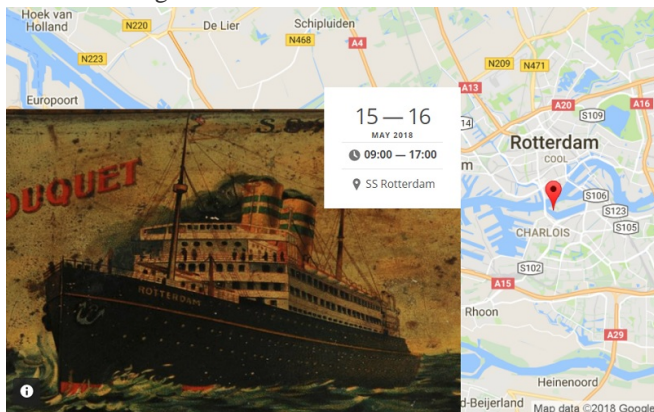 Hoek van
Holland
N220
De Lier
Schipluiden
N468
A4
N223
N209
N471
Europoort
A13
A20
A16
S109
14
15 — 16
MAY 2018
09:00 — 17:00
SS Rotterdam
Rotterdam
COOL
m
S106
S123
S105
CHARLOIS
S102
A15
Rhoon
A29
Heinenoord
d-Beijerland
Map data ©2018 Google
OUQUET
ROTTERDAM